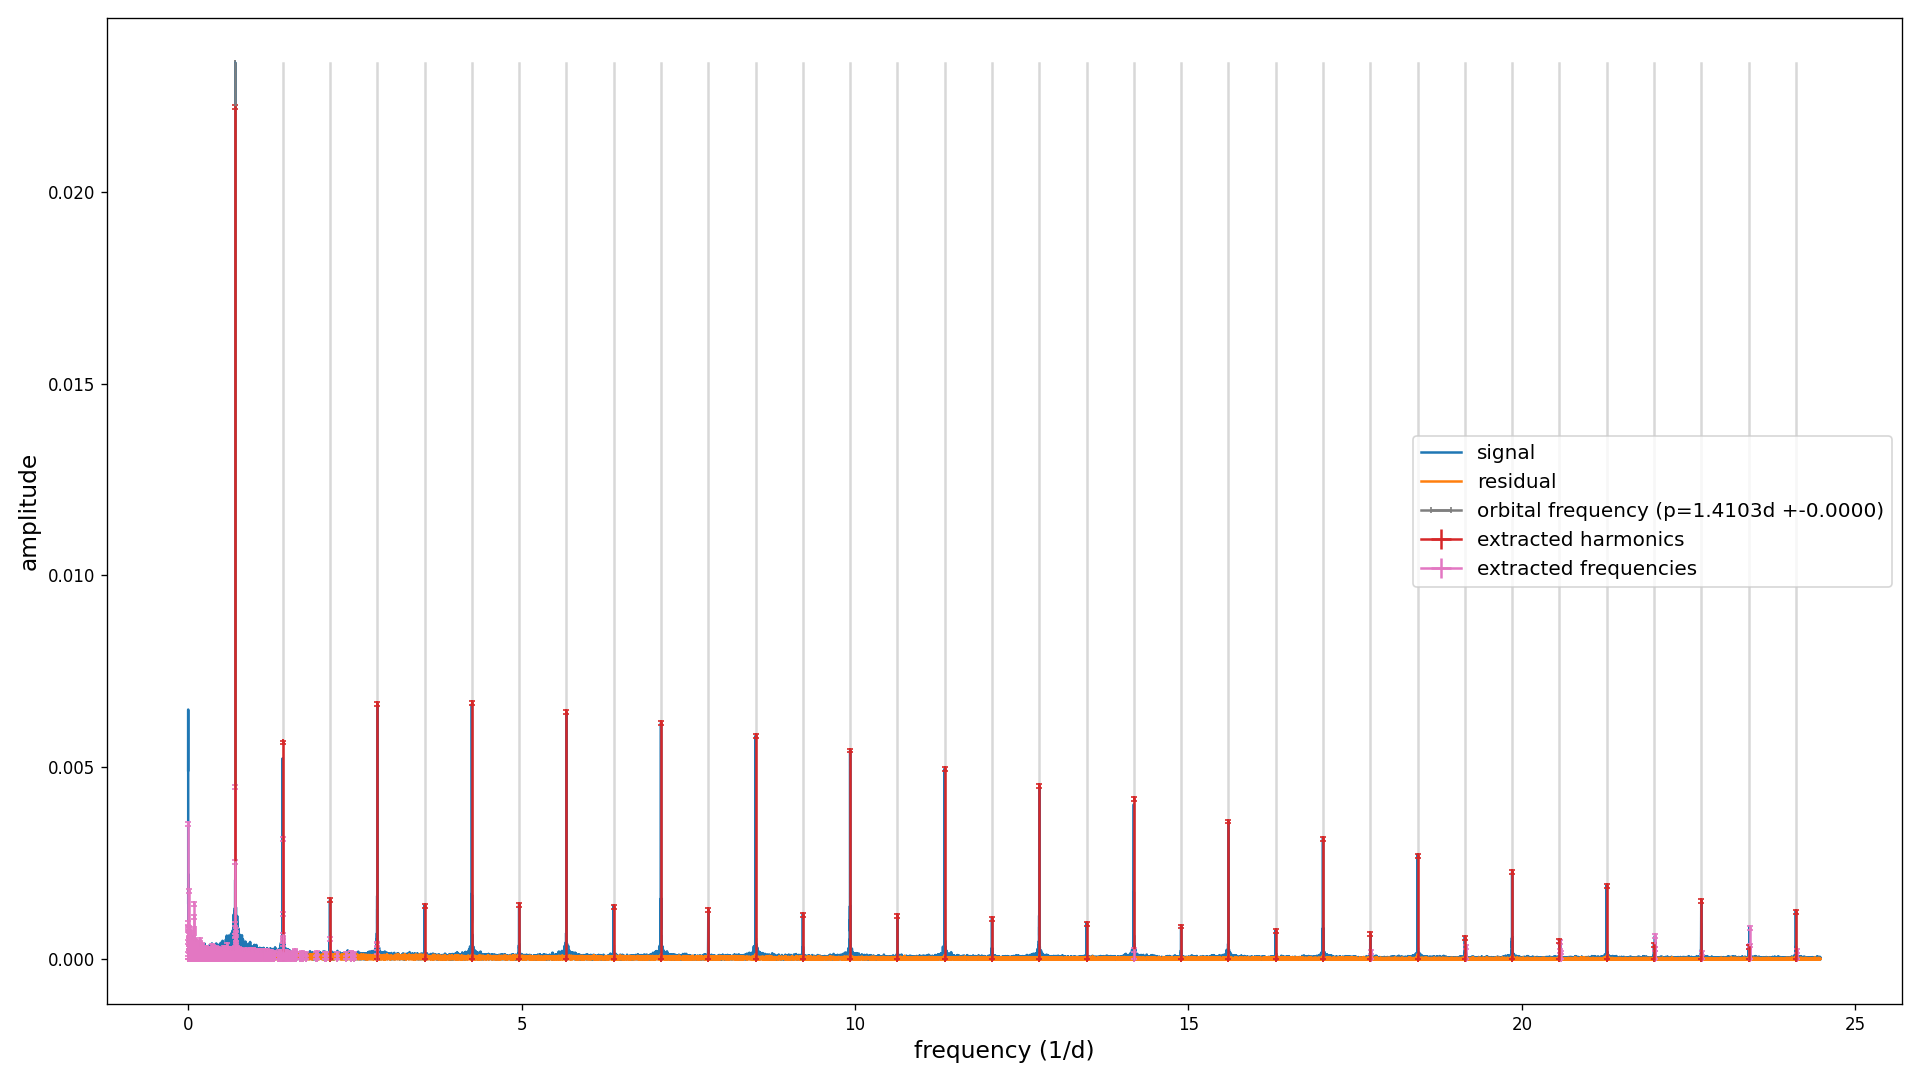 0.020
0.015
0.010
0.005
0.000
amplitude
0
5
10
15
20
25
frequency (1/d)
signal
residual
orbital frequency (p=1.4103d +-0.0000)
extracted harmonics
extracted frequencies